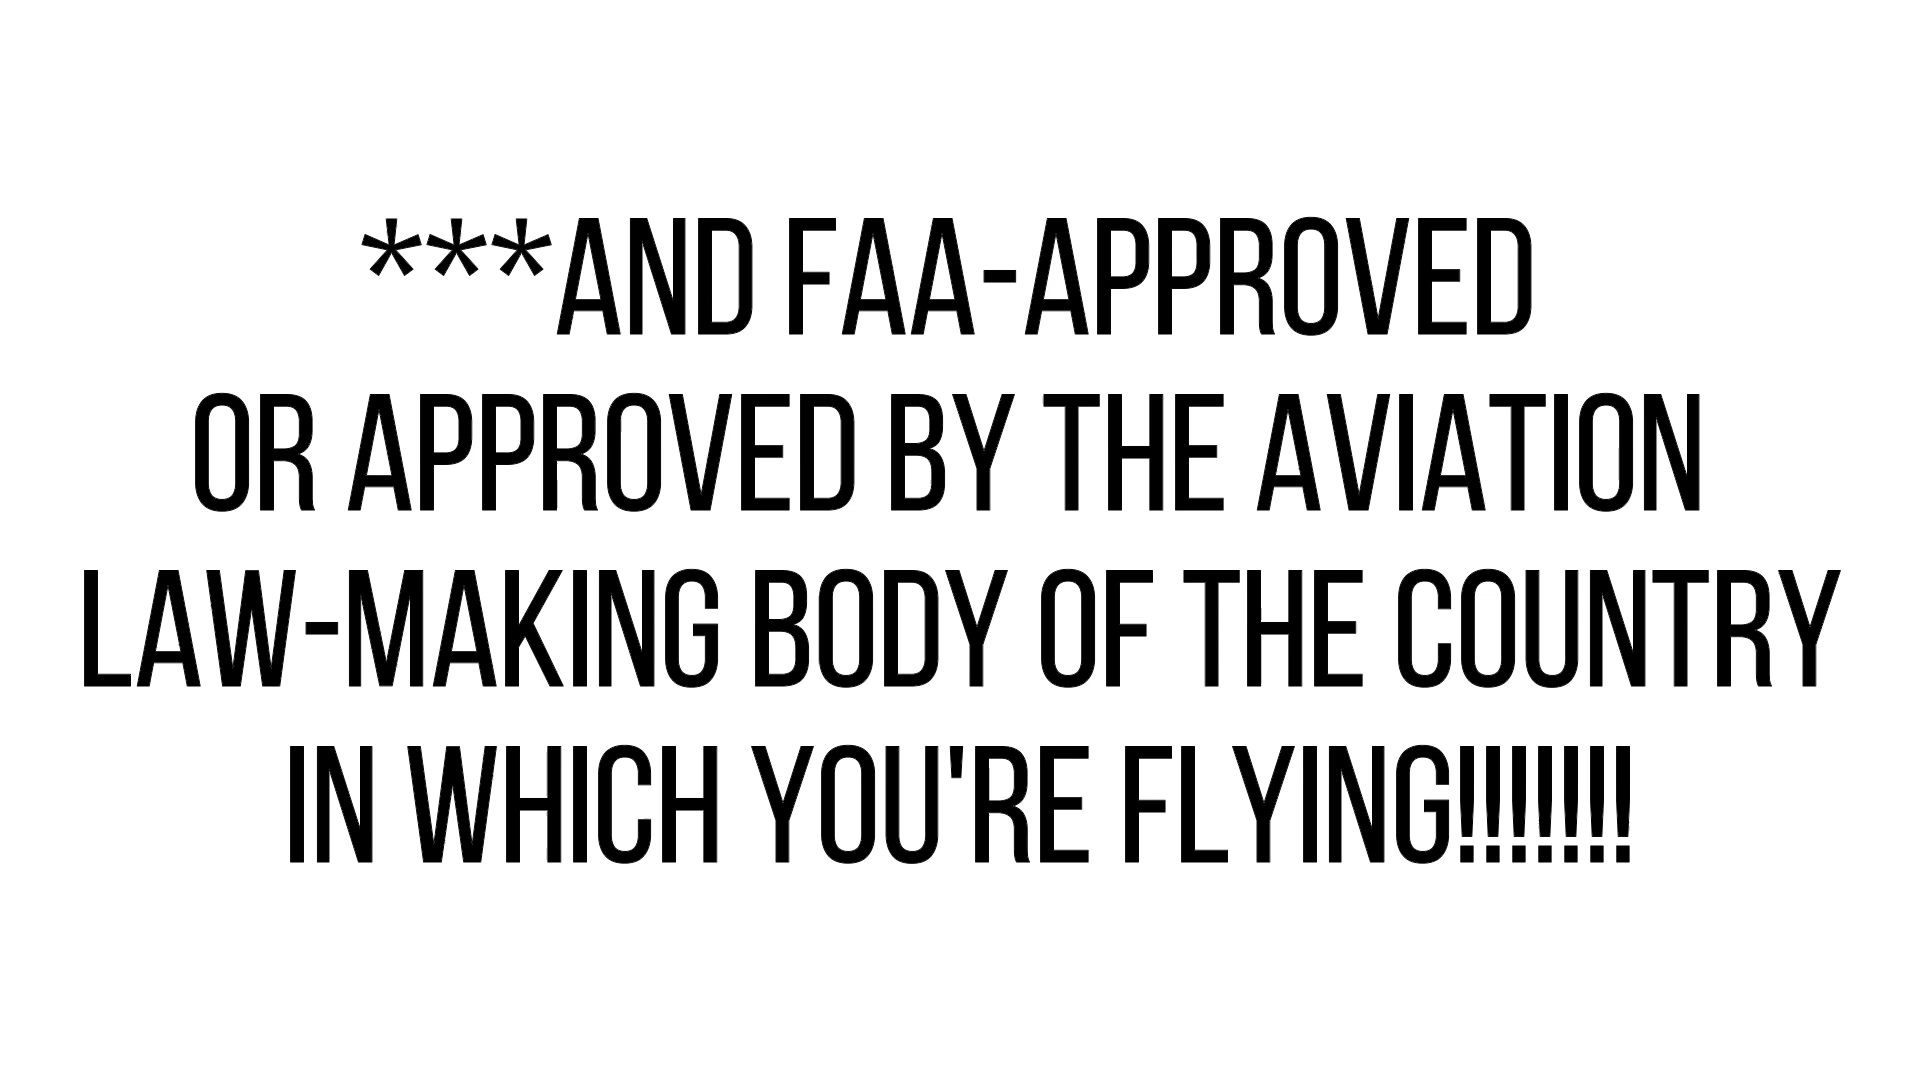 ***AND FAA-APPROVED
OR APPROVED BY THE AVIATION
LAW-MAKING BODY OF THE COUNTRY
IN WHICH YOU'RE FLYING!!!!!!!